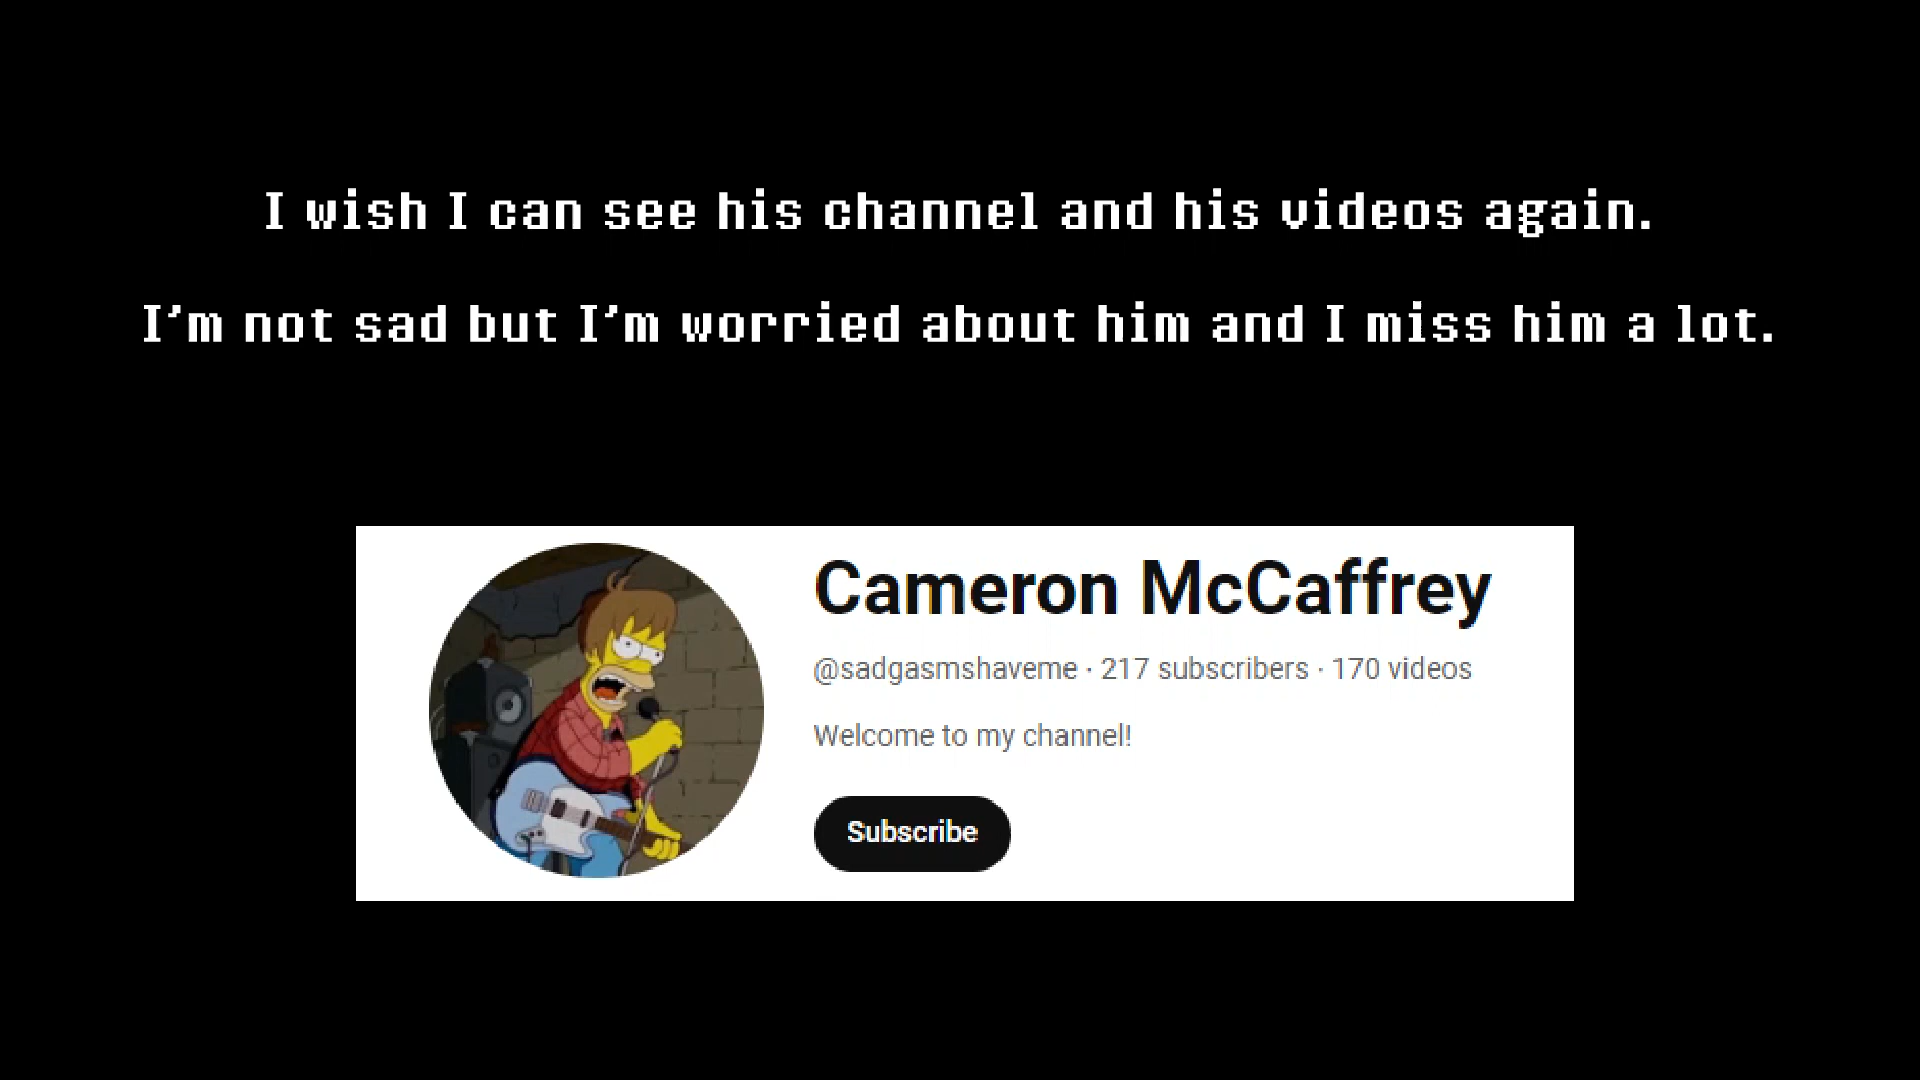 I wish I can see his channel and his videos again.
I'm not sad but I'm worried about him and I miss him a lot.
Cameron McCaffrey
@sadgasmshaveme · 217 subscribers · 170 videos
Welcome to my channel!
Subscribe